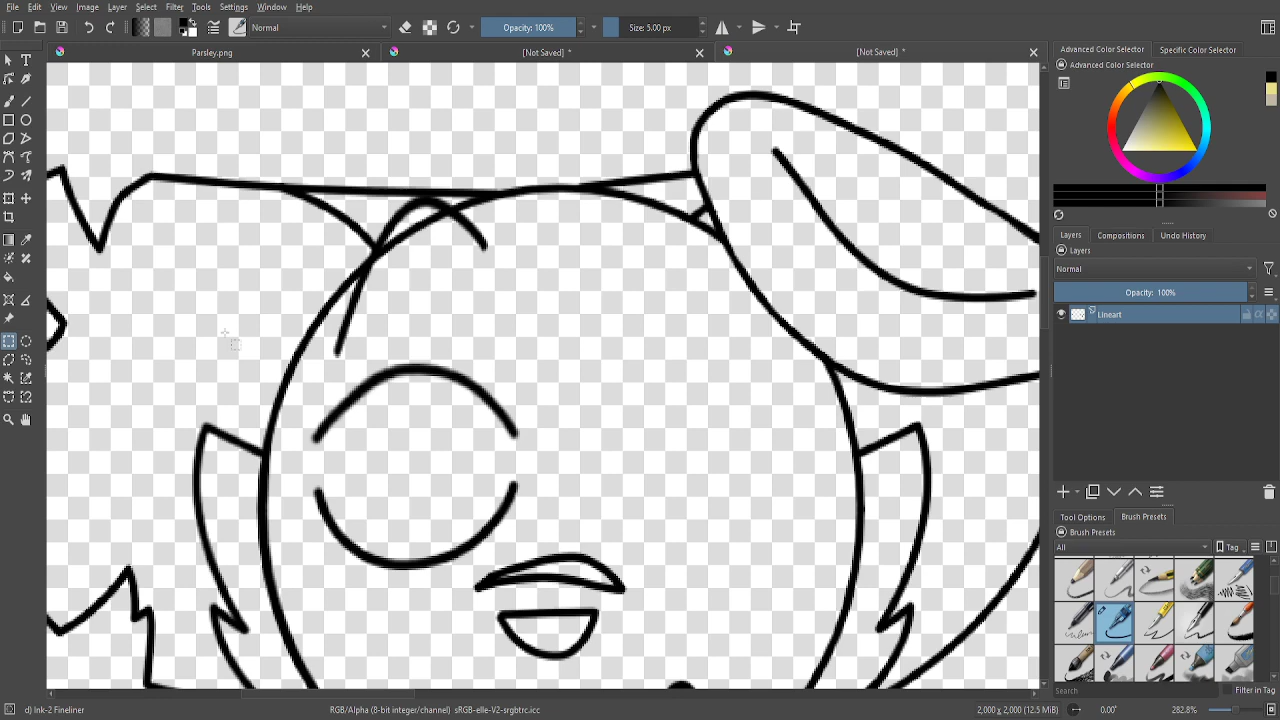 File Edit View Image Layer Select Filter Tools Settings Window Help
Normal
Opacity: 100%
Size: 5.00 px
Parsley.png
[Not Saved] *
[Not Saved] *
Advanced Color Selector
Specific Color Selector
Advanced Color Selector
Layers
Compositions
Undo History
Layers
Normal
Opacity: 100%
Lineart
Tool Options
Brush Presets
Brush Presets
All
Tag
Search
Filter in Tag
d) Ink-2 Fineliner
RGB/Alpha (8-bit integer/channel) sRGB-elle-V2-srgbtrc.icc
2,000 x 2,000 (12.5 MiB)
0.00°
282.8%